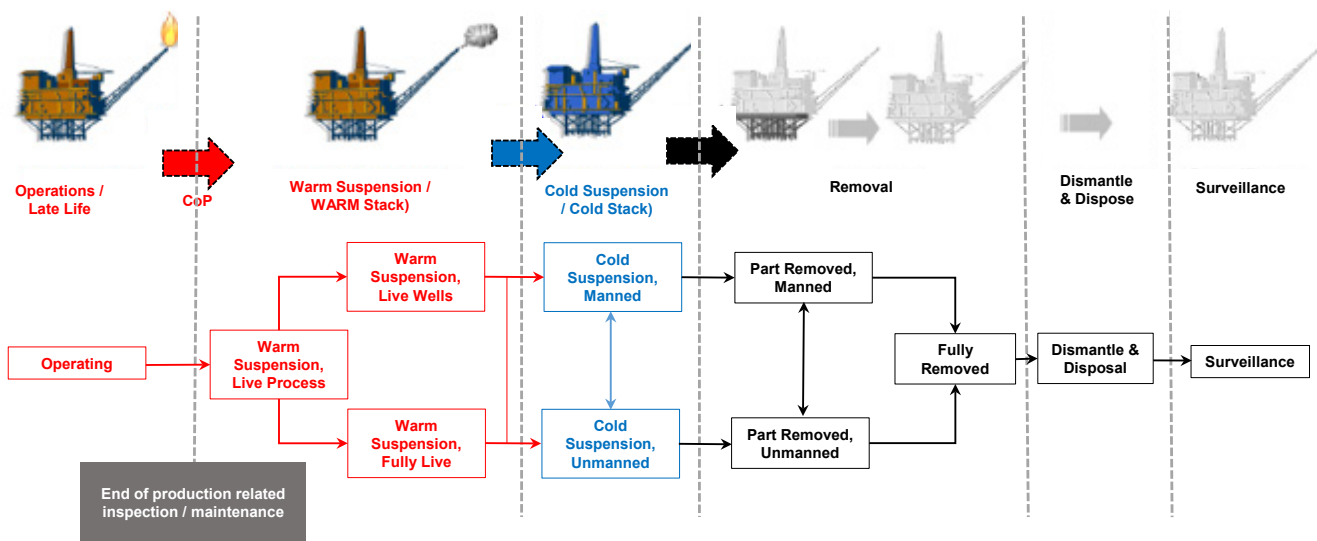 Operations /
Late Life
CoP
Warm Suspension /
WARM Stack)
Cold Suspension
/ Cold Stack)
Removal
Dismantle
& Dispose
Surveillance
Operating
Warm
Suspension,
Live Process
Warm
Suspension,
Live Wells
Warm
Suspension,
Fully Live
Cold
Suspension,
Manned
Cold
Suspension,
Unmanned
Part Removed,
Manned
Part Removed,
Unmanned
Fully
Removed
Dismantle &
Disposal
Surveillance
End of production related
inspection / maintenance